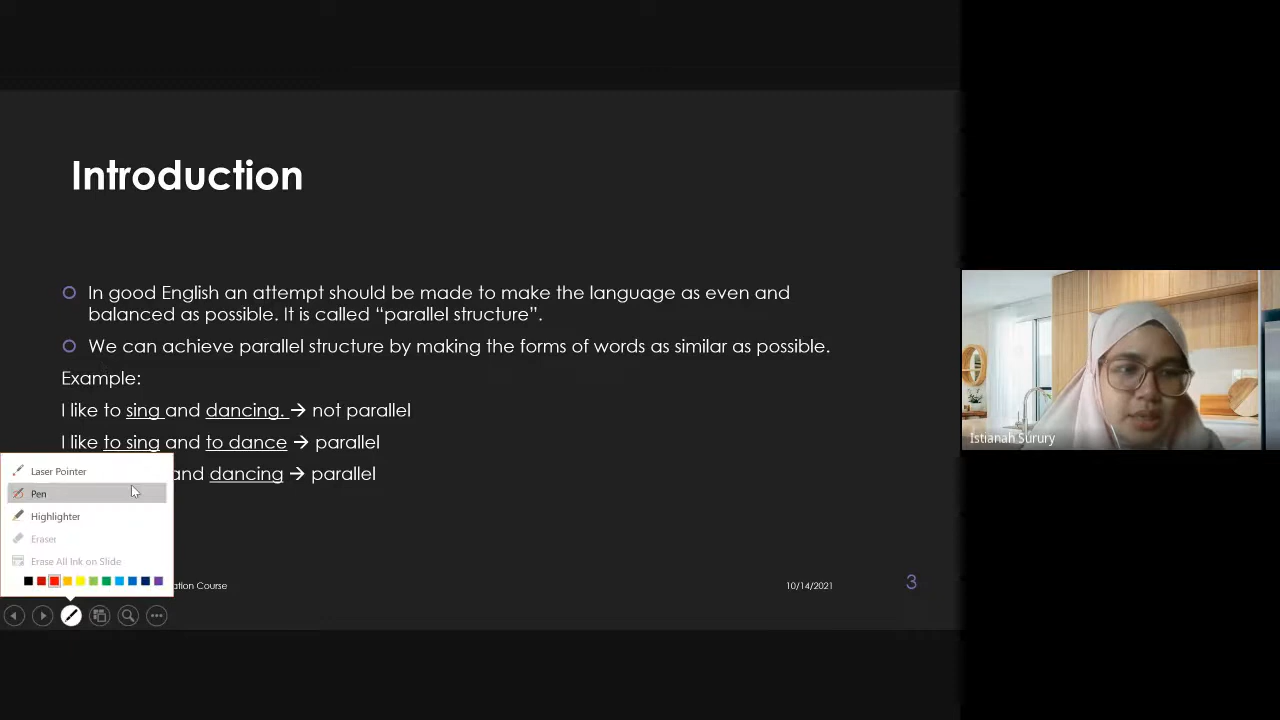 Introduction
In good English an attempt should be made to make the language as even and
balanced as possible. It is called “parallel structure”.
We can achieve parallel structure by making the forms of words as similar as possible.
Example:
I like to sing and dancing. → not parallel
I like to sing and to dance → parallel
and dancing → parallel
Laser Pointer
Pen
Highlighter
Eraser
Erase All Ink on Slide
Course
10/14/2021
3
Istianah Surury